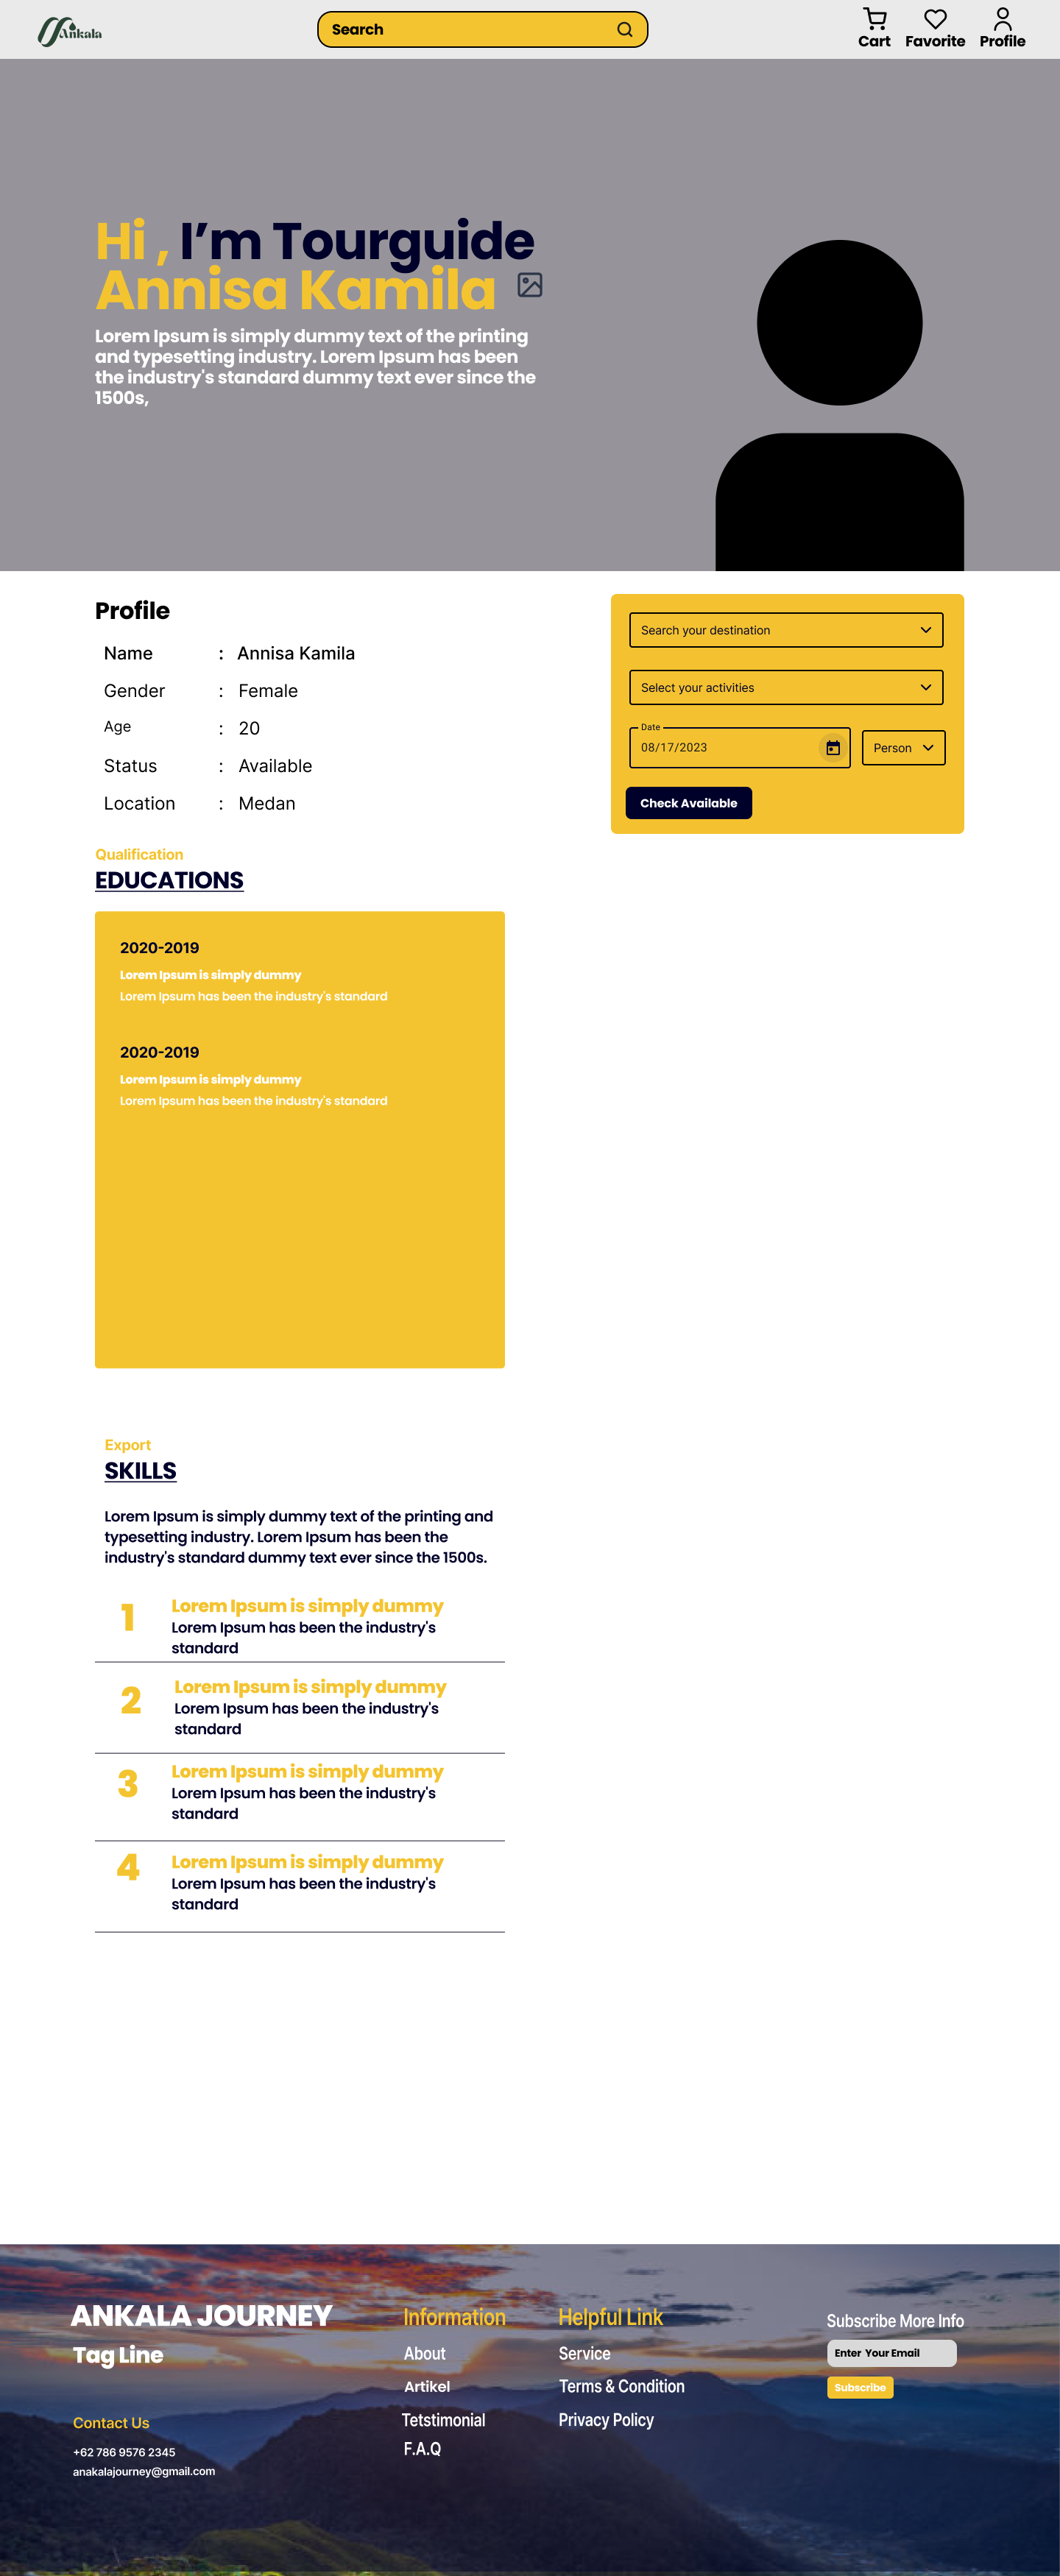 Ankala
Search
Cart
Favorite
Profile
Hi , I’m Tourguide
Annisa Kamila
Lorem Ipsum is simply dummy text of the printing
and typesetting industry. Lorem Ipsum has been
the industry's standard dummy text ever since the
1500s,
Profile
Name : Annisa Kamila
Gender : Female
Age : 20
Status : Available
Location : Medan
Search your destination
Select your activities
Date
08/17/2023
Person
Check Available
Qualification
EDUCATIONS
2020-2019
Lorem Ipsum is simply dummy
Lorem Ipsum has been the industry's standard
2020-2019
Lorem Ipsum is simply dummy
Lorem Ipsum has been the industry's standard
Export
SKILLS
Lorem Ipsum is simply dummy text of the printing and
typesetting industry. Lorem Ipsum has been the
industry's standard dummy text ever since the 1500s.
1
Lorem Ipsum is simply dummy
Lorem Ipsum has been the industry's
standard
2
Lorem Ipsum is simply dummy
Lorem Ipsum has been the industry's
standard
3
Lorem Ipsum is simply dummy
Lorem Ipsum has been the industry's
standard
4
Lorem Ipsum is simply dummy
Lorem Ipsum has been the industry's
standard
ANKALA JOURNEY
Tag Line
Contact Us
+62 786 9576 2345
anakalajourney@gmail.com
Information
About
Artikel
Tetstimonial
F.A.Q
Helpful Link
Service
Terms & Condition
Privacy Policy
Subscribe More Info
Enter Your Email
Subscribe